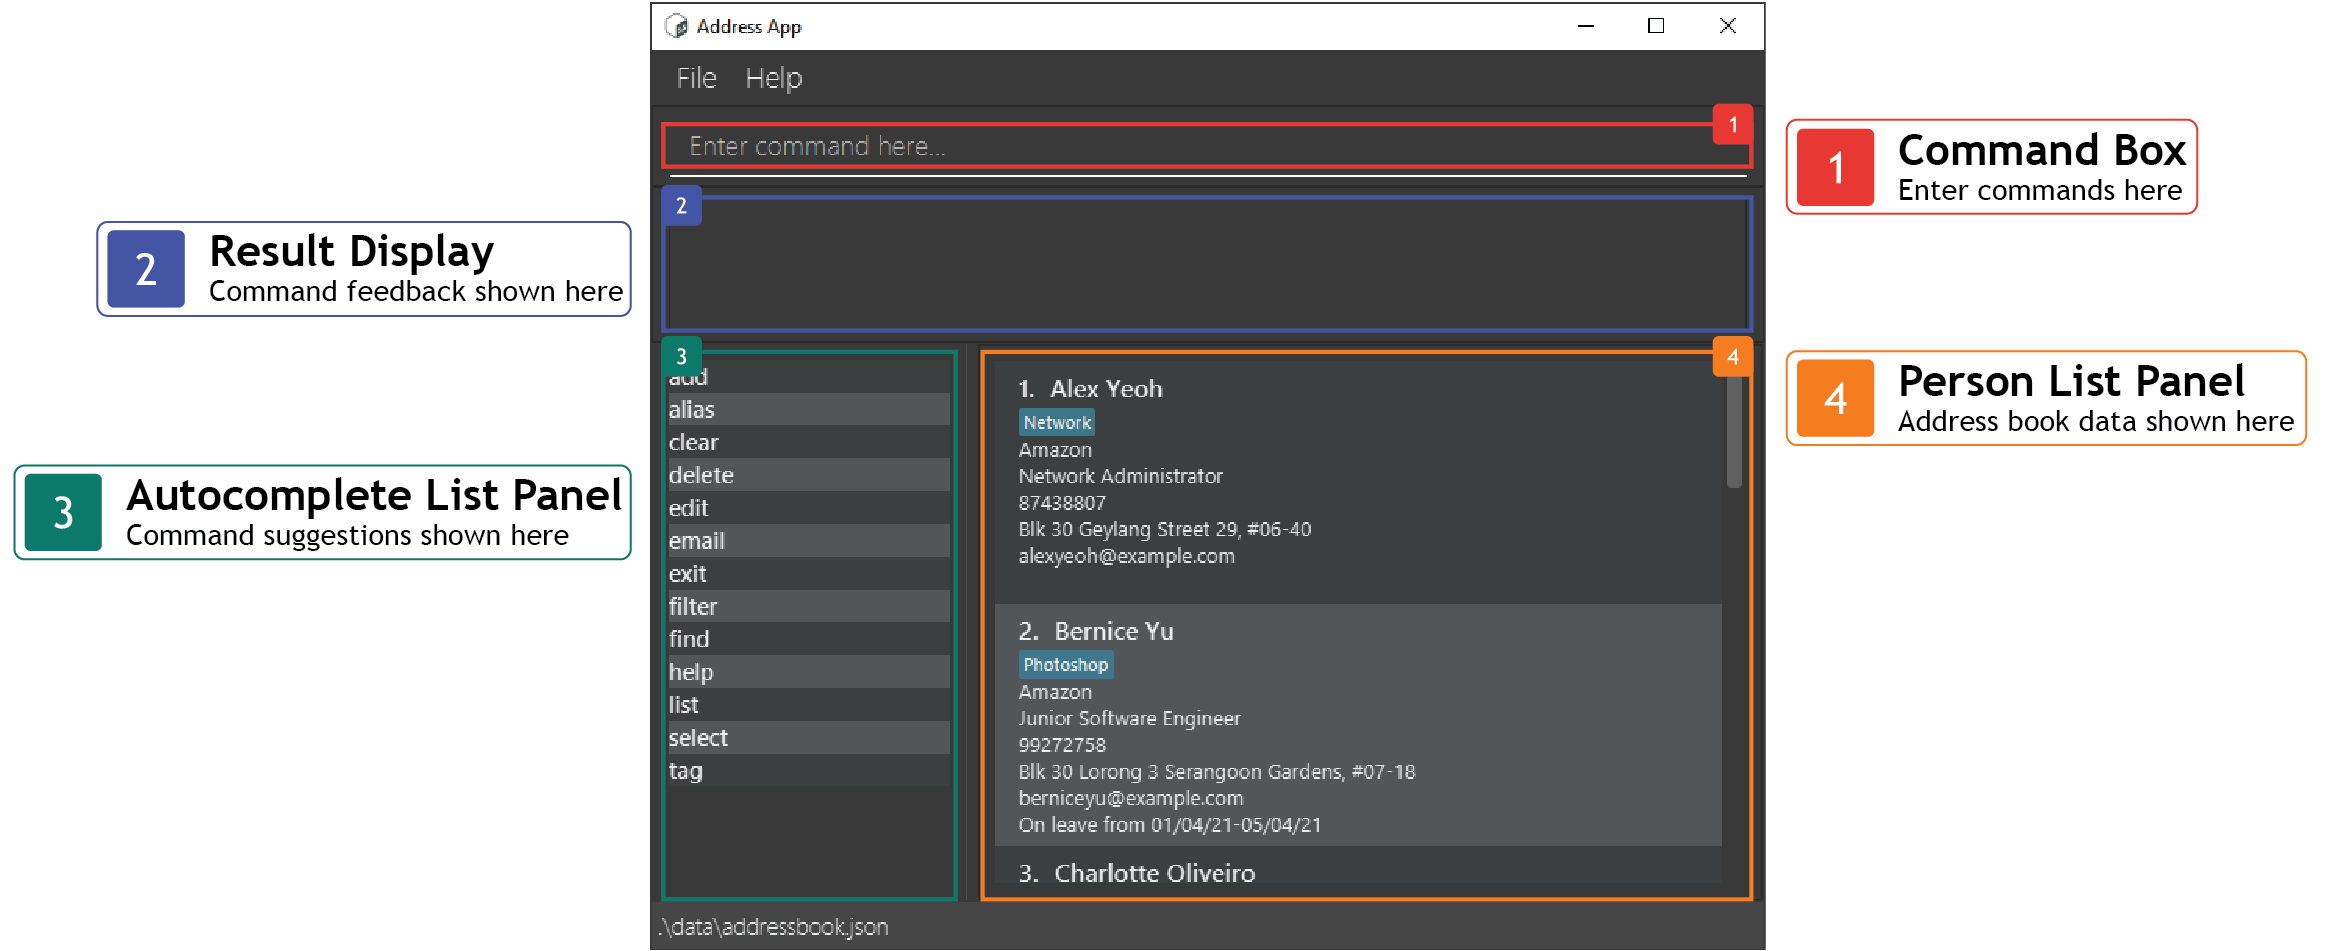 Address App
File Help
Enter command here...
1
1
Command Box
Enter commands here
2
2
Result Display
Command feedback shown here
3
3
Autocomplete List Panel
Command suggestions shown here
add
alias
clear
delete
edit
email
exit
filter
find
help
list
select
tag
4
4
Person List Panel
Address book data shown here
1. Alex Yeoh
Network
Amazon
Network Administrator
87438807
Blk 30 Geylang Street 29, #06-40
alexyeoh@example.com
2. Bernice Yu
Photoshop
Amazon
Junior Software Engineer
99272758
Blk 30 Lorong 3 Serangoon Gardens, #07-18
berniceyu@example.com
On leave from 01/04/21-05/04/21
3. Charlotte Oliveiro
.\data\addressbook.json